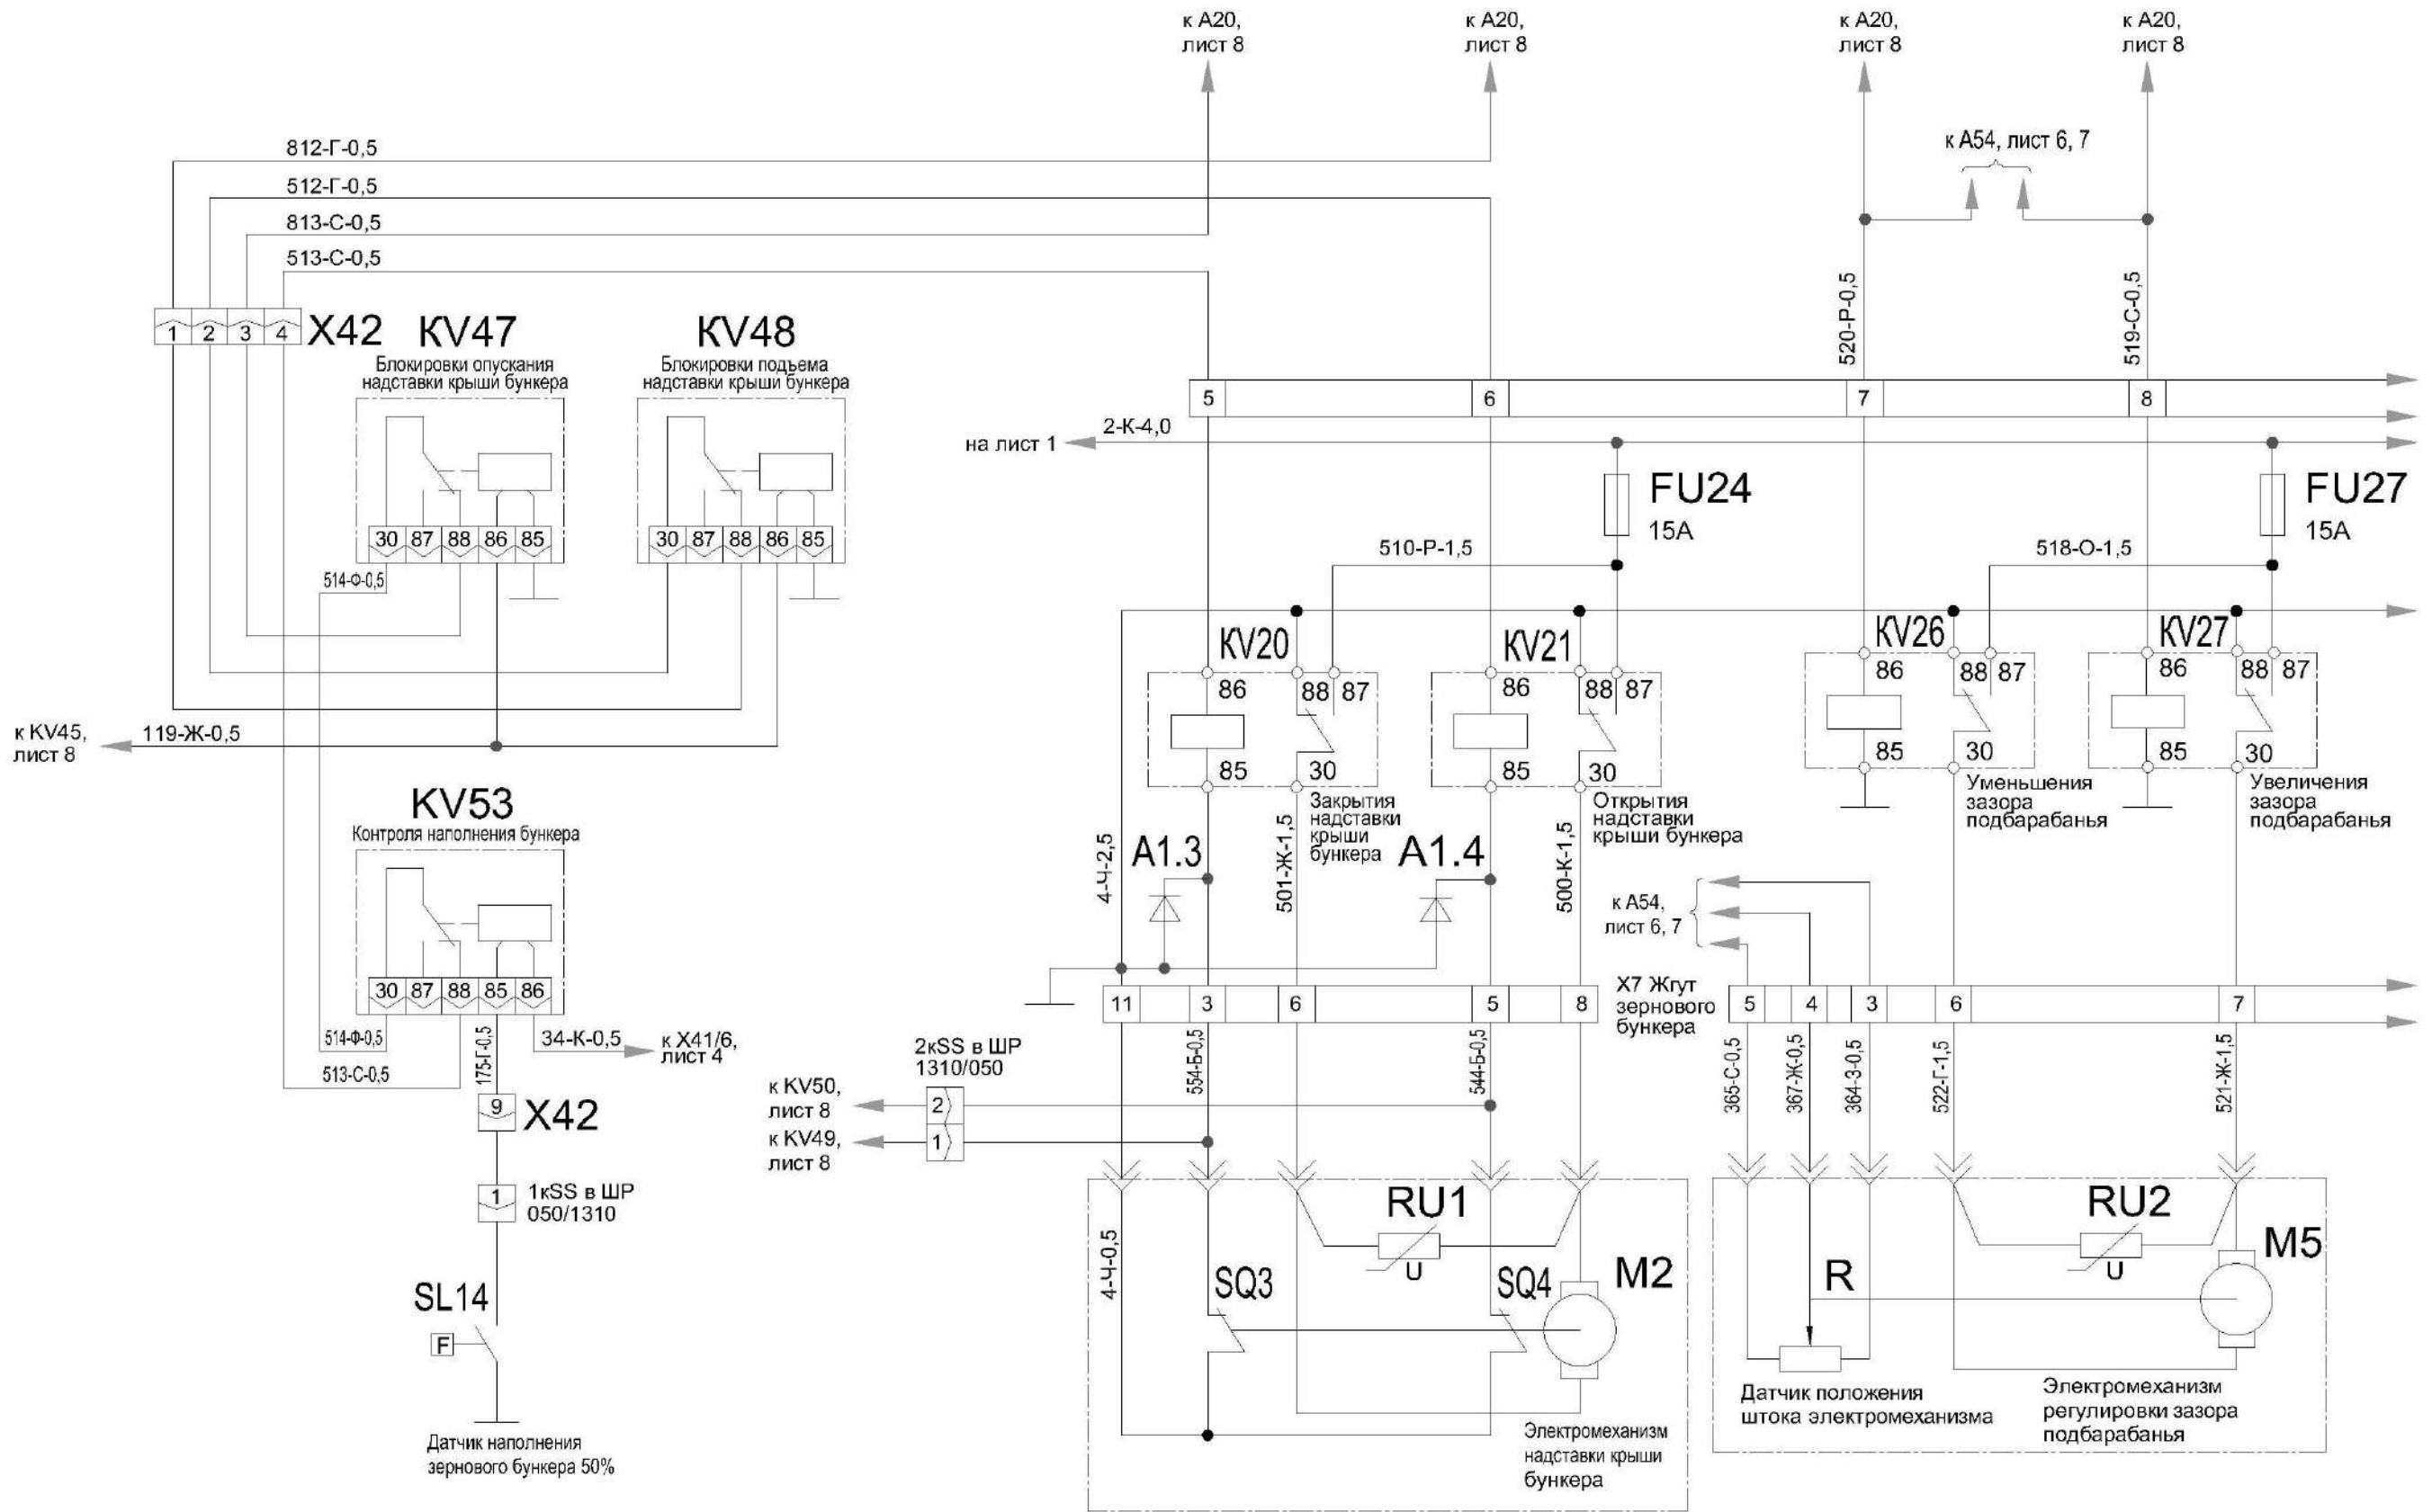 к А20,
лист 8
к А20,
лист 8
к А20,
лист 8
к А20,
лист 8
к А54, лист 6, 7
812-Г-0,5
512-Г-0,5
813-С-0,5
513-С-0,5
520-Р-0,5
519-С-0,5
1 2 3 4 X42
KV47
Блокировки опускания
надставки крыши бункера
30 87 88 86 85
KV48
Блокировки подъема
надставки крыши бункера
30 87 88 86 85
5 6 7 8
на лист 1
2-К-4,0
FU24
15А
FU27
15А
510-Р-1,5
518-О-1,5
514-Ф-0,5
к KV45,
лист 8
119-Ж-0,5
KV20
86 88 87
85 30
Закрытия
надставки
крыши
бункера
KV21
86 88 87
85 30
Открытия
надставки
крыши бункера
KV26
86 88 87
85 30
Уменьшения
зазора
подбарабанья
KV27
86 88 87
85 30
Увеличения
зазора
подбарабанья
KV53
Контроля наполнения бункера
30 87 88 85 86
514-Ф-0,5
513-С-0,5
175-Г-0,5
34-К-0,5
к Х41/6,
лист 4
9 X42
1
1кSS в ШР
050/1310
SL14
F
Датчик наполнения
зернового бункера 50%
4-Ч-2,5
A1.3
501-Ж-1,5
A1.4
500-К-1,5
к А54,
лист 6, 7
11 3 6 5 8
Х7 Жгут
зернового
бункера
5 4 3 6 7
2кSS в ШР
1310/050
к KV50,
лист 8
2
к KV49,
лист 8
1
554-Б-0,5
544-Б-0,5
365-С-0,5
367-Ж-0,5
364-З-0,5
522-Г-1,5
521-Ж-1,5
4-Ч-0,5
RU1
U
SQ3
SQ4
M2
Электромеханизм
надставки крыши
бункера
RU2
U
R
M5
Датчик положения
штока электромеханизма
Электромеханизм
регулировки зазора
подбарабанья